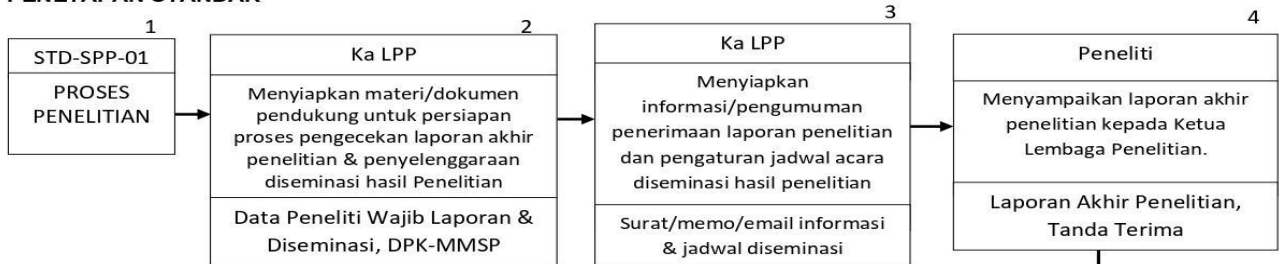 PENETAPAN STANDAR
1
STD-SPP-01
PROSES
PENELITIAN
2
Ka LPP
Menyiapkan materi/dokumen
pendukung untuk persiapan
proses pengecekan laporan akhir
penelitian & penyelenggaraan
diseminasi hasil Penelitian
Data Peneliti Wajib Laporan &
Diseminasi, DPK-MMSP
3
Ka LPP
Menyiapkan
informasi/pengumuman
penerimaan laporan penelitian
dan pengaturan jadwal acara
diseminasi hasil penelitian
Surat/memo/email informasi
& jadwal diseminasi
4
Peneliti
Menyampaikan laporan akhir
penelitian kepada Ketua
Lembaga Penelitian.
Laporan Akhir Penelitian,
Tanda Terima